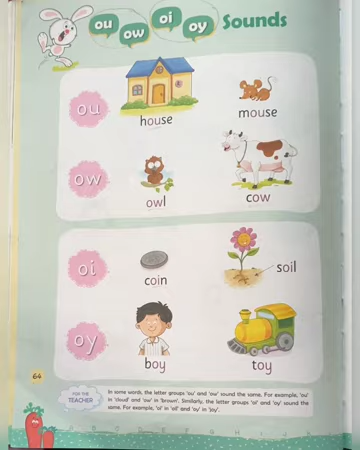 ou ow oi oy Sounds
ou
house mouse
ow
owl cow
oi
coin soil
oy
boy toy
64
FOR THE
TEACHER
In some words, the letter groups 'ou' and 'ow' sound the same. For example, 'ou'
in 'cloud' and 'ow' in 'brown'. Similarly, the letter groups 'oi' and 'oy' sound the
same. For example, 'oi' in 'oil' and 'oy' in 'joy'.